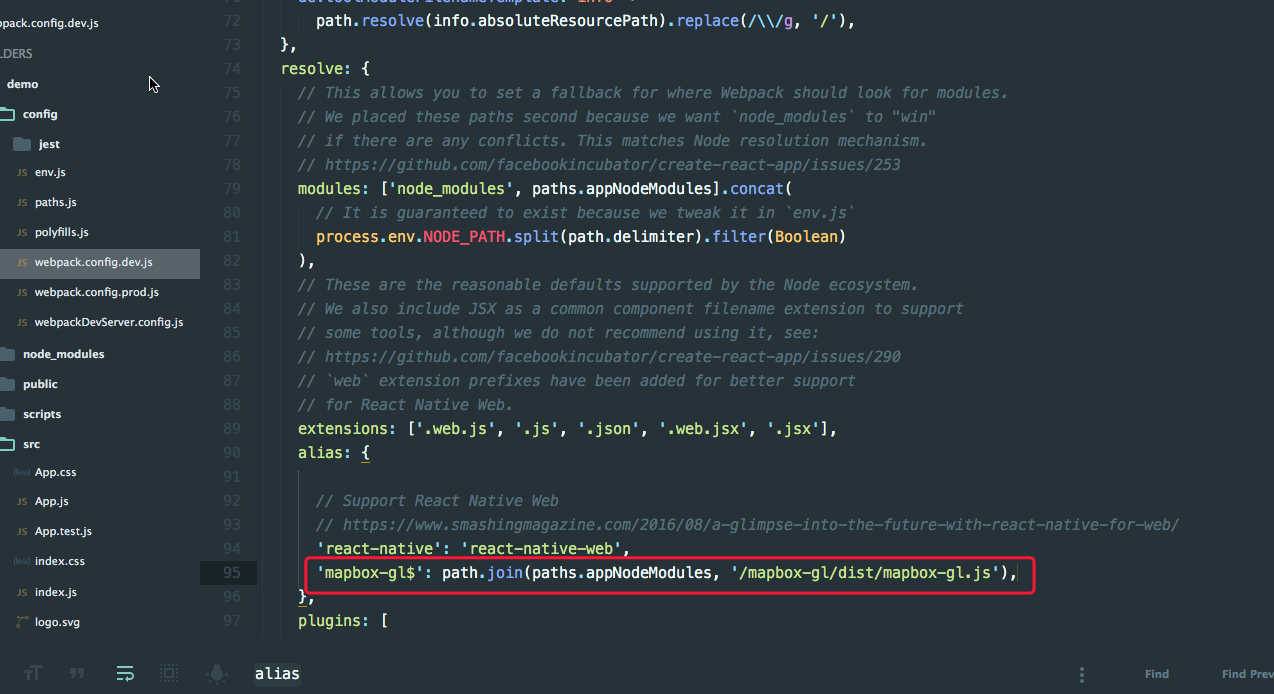 pack.config.dev.js
LDERS
demo
config
jest
JS env.js
JS paths.js
JS polyfills.js
JS webpack.config.dev.js
JS webpack.config.prod.js
JS webpackDevServer.config.js
node_modules
public
scripts
src
{less} App.css
JS App.js
JS App.test.js
{less} index.css
JS index.js
logo.svg
72 path.resolve(info.absoluteResourcePath).replace(/\\/g, '/'),
73 },
74 resolve: {
75 // This allows you to set a fallback for where Webpack should look for modules.
76 // We placed these paths second because we want `node_modules` to "win"
77 // if there are any conflicts. This matches Node resolution mechanism.
78 // https://github.com/facebookincubator/create-react-app/issues/253
79 modules: ['node_modules', paths.appNodeModules].concat(
80 // It is guaranteed to exist because we tweak it in `env.js`
81 process.env.NODE_PATH.split(path.delimiter).filter(Boolean)
82 ),
83 // These are the reasonable defaults supported by the Node ecosystem.
84 // We also include JSX as a common component filename extension to support
85 // some tools, although we do not recommend using it, see:
86 // https://github.com/facebookincubator/create-react-app/issues/290
87 // `web` extension prefixes have been added for better support
88 // for React Native Web.
89 extensions: ['.web.js', '.js', '.json', '.web.jsx', '.jsx'],
90 alias: {
91
92 // Support React Native Web
93 // https://www.smashingmagazine.com/2016/08/a-glimpse-into-the-future-with-react-native-for-web/
94 'react-native': 'react-native-web',
95 'mapbox-gl$': path.join(paths.appNodeModules, '/mapbox-gl/dist/mapbox-gl.js'),
96 },
97 plugins: [
alias
Find
Find Prev